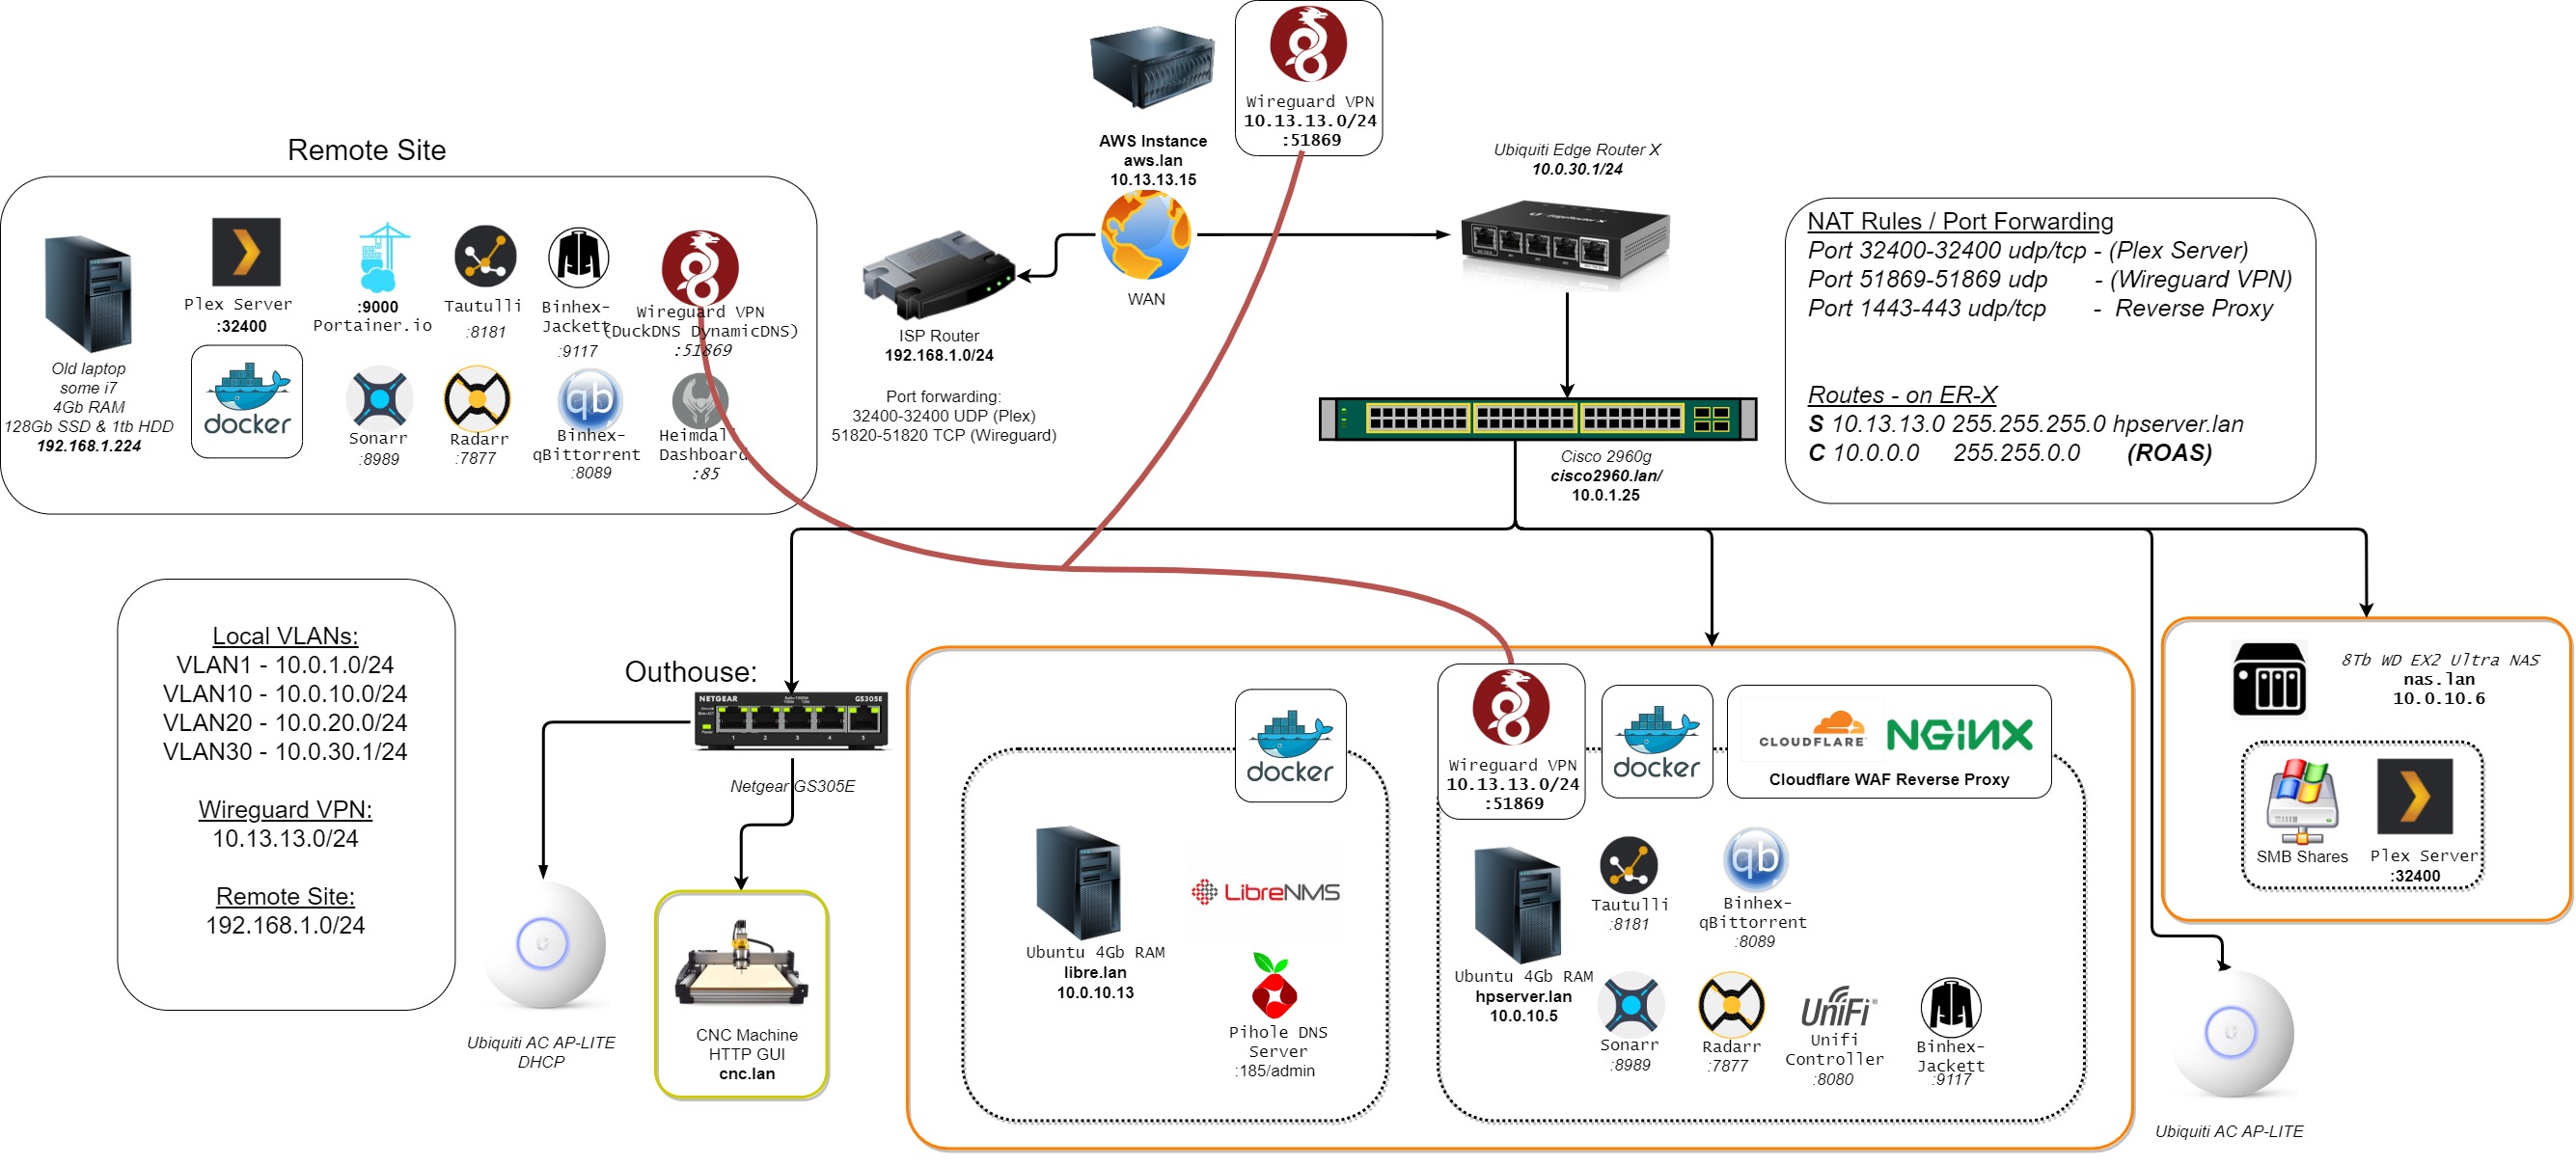 Wireguard VPN
10.13.13.0/24
:51869
AWS Instance
aws.lan
10.13.13.15
WAN
Ubiquiti Edge Router X
10.0.30.1/24
EdgeRouter X
Remote Site
Old laptop
some i7
4Gb RAM
128Gb SSD & 1tb HDD
192.168.1.224
Plex Server
:32400
:9000
Portainer.io
Tautulli
:8181
Binhex-
Jackett
:9117
Wireguard VPN
(DuckDNS DynamicDNS)
:51869
docker
Sonarr
:8989
Radarr
:7877
qb
Binhex-
qBittorrent
:8089
Heimdall
Dashboard
:85
ISP Router
192.168.1.0/24
Port forwarding:
32400-32400 UDP (Plex)
51820-51820 TCP (Wireguard)
NAT Rules / Port Forwarding
Port 32400-32400 udp/tcp - (Plex Server)
Port 51869-51869 udp - (Wireguard VPN)
Port 1443-443 udp/tcp - Reverse Proxy
Routes - on ER-X
S 10.13.13.0 255.255.255.0 hpserver.lan
C 10.0.0.0 255.255.0.0 (ROAS)
Cisco 2960g
cisco2960.lan/
10.0.1.25
Local VLANs:
VLAN1 - 10.0.1.0/24
VLAN10 - 10.0.10.0/24
VLAN20 - 10.0.20.0/24
VLAN30 - 10.0.30.1/24
Wireguard VPN:
10.13.13.0/24
Remote Site:
192.168.1.0/24
Outhouse:
NETGEAR
GS305E
1 2 3 4 5
Netgear GS305E
Ubiquiti AC AP-LITE
DHCP
CNC Machine
HTTP GUI
cnc.lan
docker
Ubuntu 4Gb RAM
libre.lan
10.0.10.13
LibreNMS
Pihole DNS
Server
:185/admin
Wireguard VPN
10.13.13.0/24
:51869
docker
CLOUDFLARE
NGINX
Cloudflare WAF Reverse Proxy
Ubuntu 4Gb RAM
hpserver.lan
10.0.10.5
Tautulli
:8181
qb
Binhex-
qBittorrent
:8089
Sonarr
:8989
Radarr
:7877
UniFi
Unifi
Controller
:8080
Binhex-
Jackett
:9117
8Tb WD EX2 Ultra NAS
nas.lan
10.0.10.6
SMB Shares
Plex Server
:32400
Ubiquiti AC AP-LITE